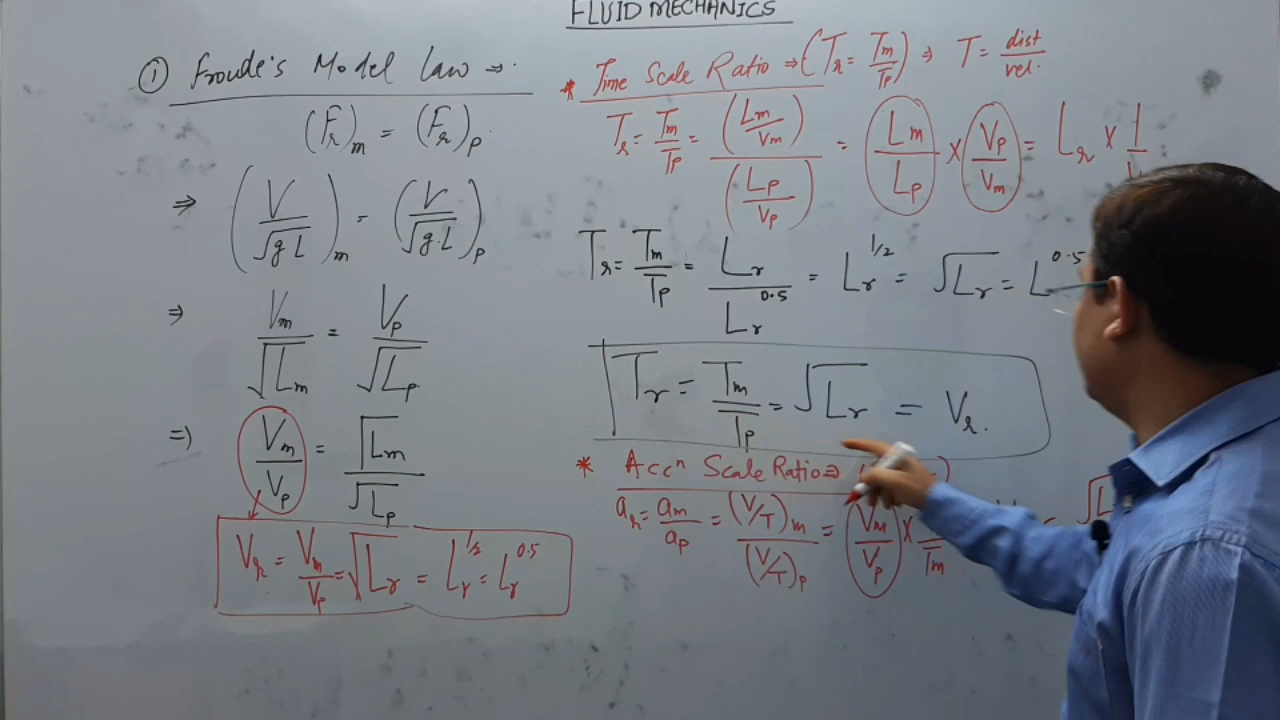 FLUID MECHANICS
① Froude's Model law →.
(Fr)m = (Fr)p.
⇒ (V/√gL)m = (V/√g.L)p
⇒ Vm/√Lm = Vp/√Lp
⇒ Vm/Vp = √Lm/√Lp
Vr = Vm/Vp = √Lr = Lr^1/2 = Lr^0.5
* Time Scale Ratio ⇒ (Tr = Tm/Tp) ⇒ T = dist/vel.
Tr = Tm/Tp = (Lm/Vm)/(Lp/Vp) = Lm/Lp × Vp/Vm = Lr × 1/
Tr = Tm/Tp = Lr/Lr^0.5 = Lr^1/2 = √Lr = L^0.5
Tr = Tm/Tp = √Lr = Vr.
* Accn Scale Ratio ⇒ (
ar = am/ap = (V/T)m/(V/T)p = Vm/Vp × /Tm = √L